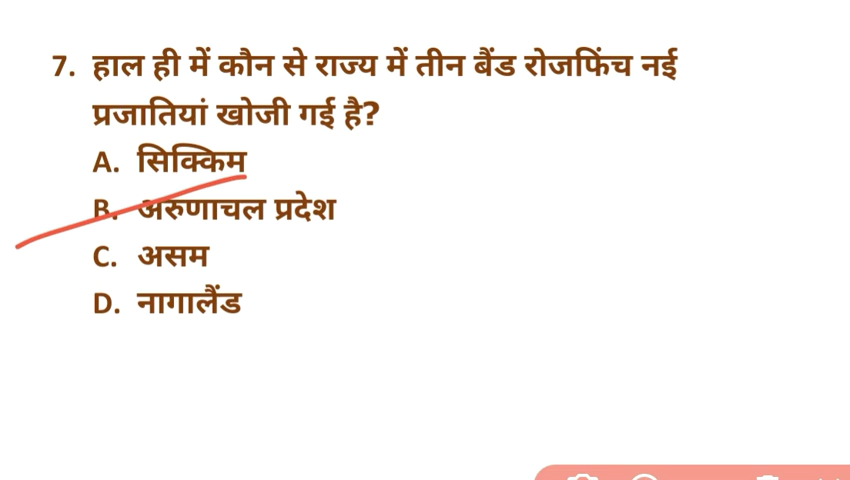 7. हाल ही में कौन से राज्य में तीन बैंड रोजफिंच नई
प्रजातियां खोजी गई है?
A. सिक्किम
B. अरुणाचल प्रदेश
C. असम
D. नागालैंड